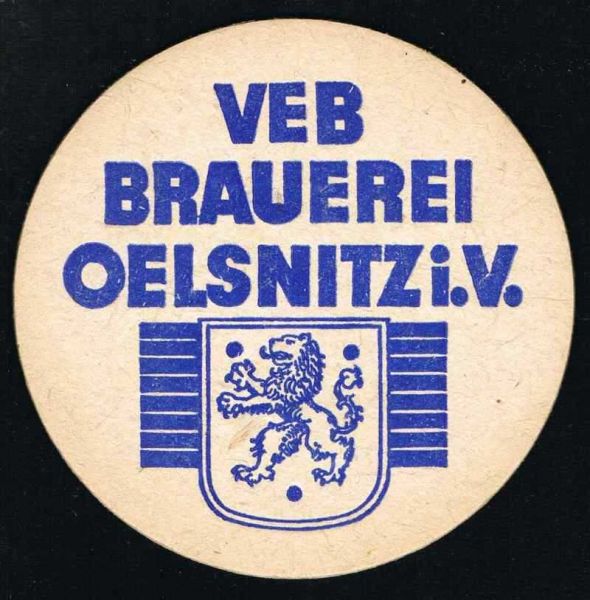 VEB
BRAUEREI
OELSNITZ i.V.